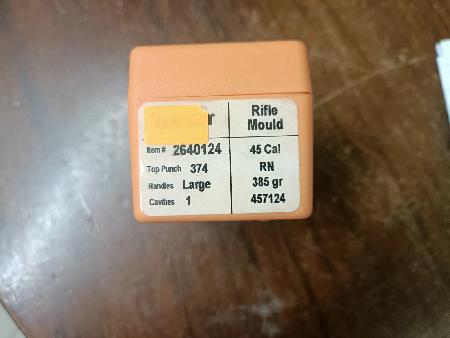 Rifle
Mould
Item # 2640124
Top Punch 374
Handles Large
Cavities 1
45 Cal
RN
385 gr
457124